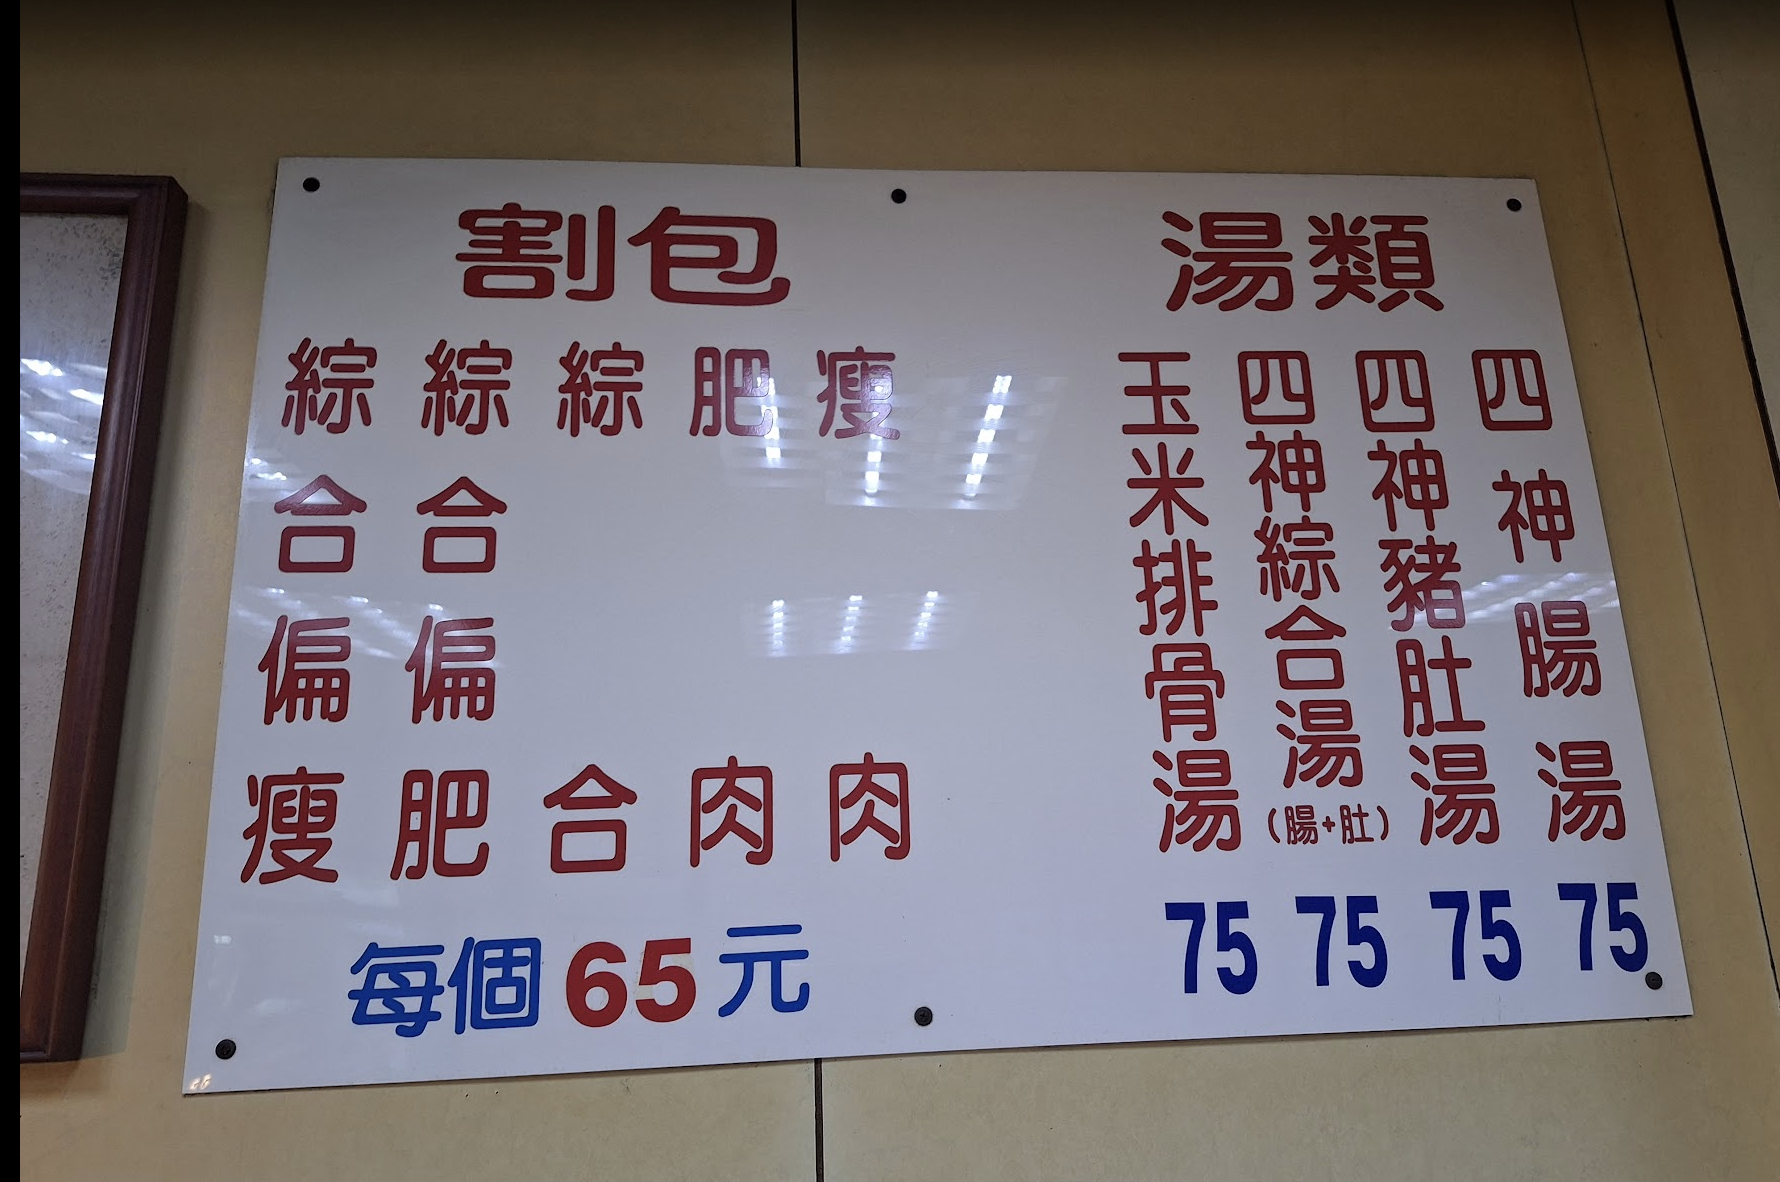 割包
瘦肉
肥肉
綜合
綜合偏肥
綜合偏瘦
每個65元
湯類
四神腸湯
75
四神豬肚湯
75
四神綜合湯
(腸+肚)
75
玉米排骨湯
75